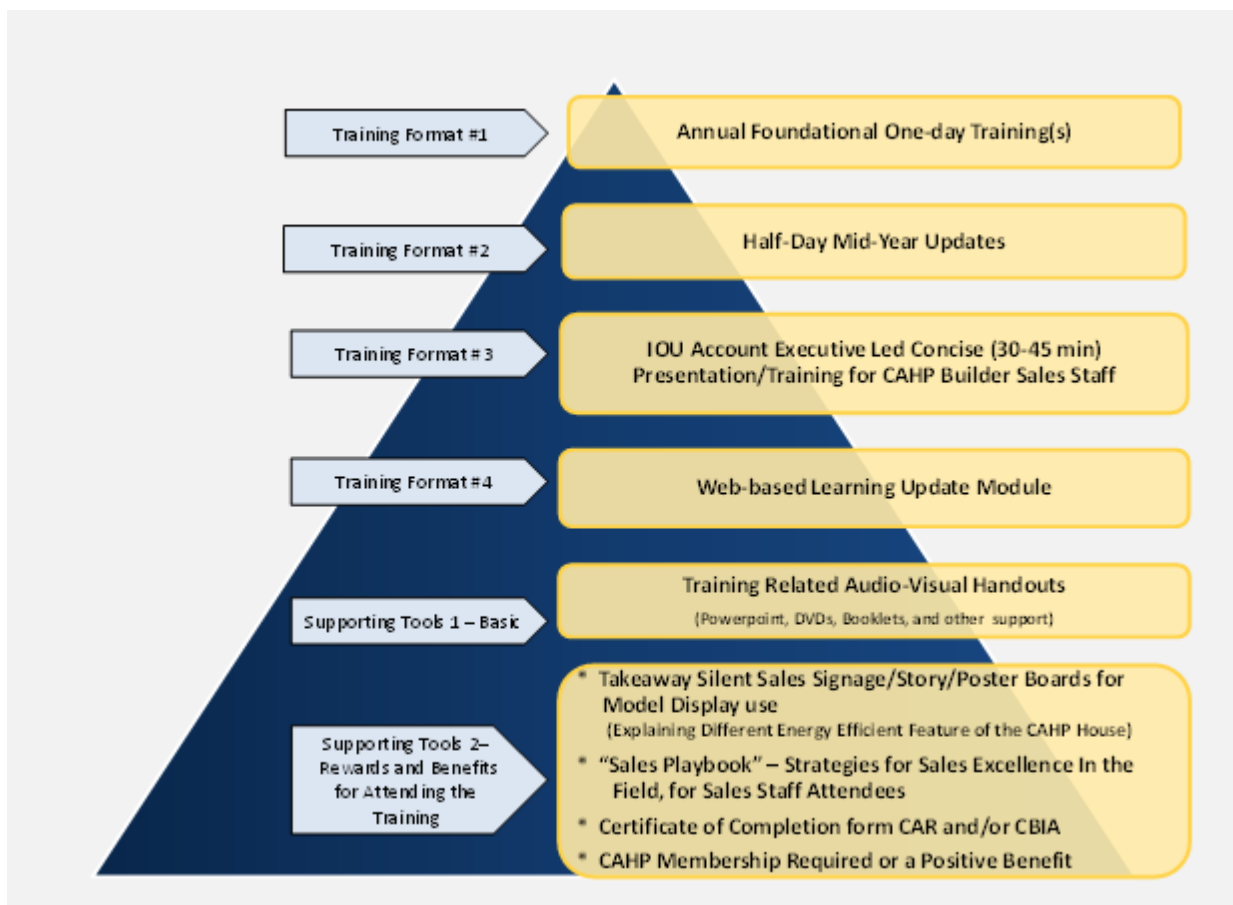 Training Format #1
Annual Foundational One-day Training(s)
Training Format #2
Half-Day Mid-Year Updates
Training Format #3
IOU Account Executive Led Concise (30-45 min)
Presentation/Training for CAHP Builder Sales Staff
Training Format #4
Web-based Learning Update Module
Supporting Tools 1 – Basic
Training Related Audio-Visual Handouts
(Powerpoint, DVDs, Booklets, and other support)
Supporting Tools 2–
Rewards and Benefits
for Attending the
Training
* Takeaway Silent Sales Signage/Story/Poster Boards for
Model Display use
(Explaining Different Energy Efficient Feature of the CAHP House)
* “Sales Playbook” – Strategies for Sales Excellence In the
Field, for Sales Staff Attendees
* Certificate of Completion form CAR and/or CBIA
* CAHP Membership Required or a Positive Benefit